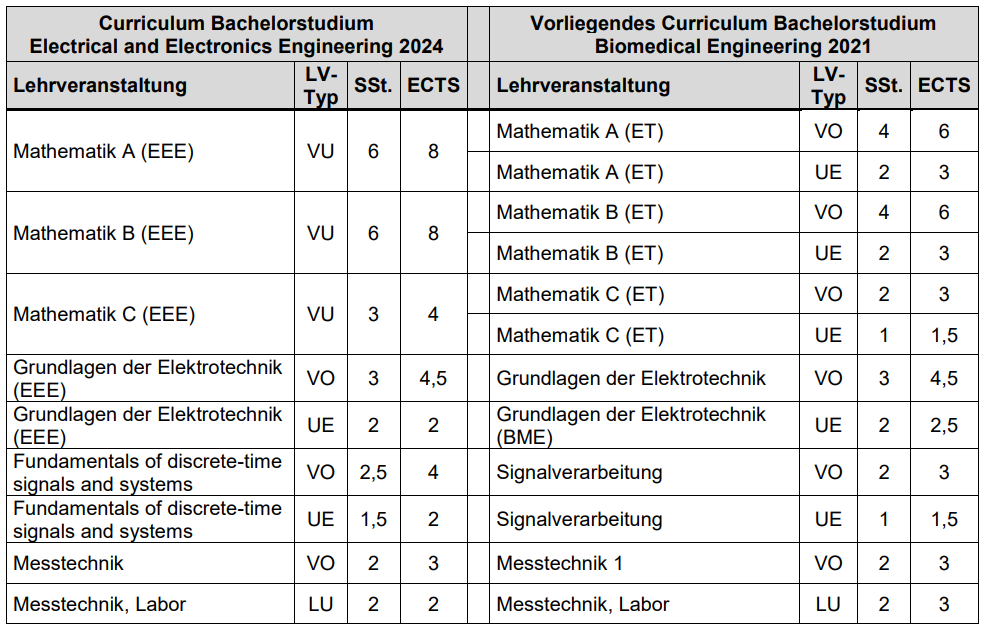 Curriculum Bachelorstudium
Electrical and Electronics Engineering 2024
Vorliegendes Curriculum Bachelorstudium
Biomedical Engineering 2021
Lehrveranstaltung LV-Typ SSt. ECTS Lehrveranstaltung LV-Typ SSt. ECTS
Mathematik A (EEE) VU 6 8 Mathematik A (ET) VO 4 6
Mathematik A (ET) UE 2 3
Mathematik B (EEE) VU 6 8 Mathematik B (ET) VO 4 6
Mathematik B (ET) UE 2 3
Mathematik C (EEE) VU 3 4 Mathematik C (ET) VO 2 3
Mathematik C (ET) UE 1 1,5
Grundlagen der Elektrotechnik
(EEE) VO 3 4,5 Grundlagen der Elektrotechnik VO 3 4,5
Grundlagen der Elektrotechnik
(EEE) UE 2 2 Grundlagen der Elektrotechnik
(BME) UE 2 2,5
Fundamentals of discrete-time
signals and systems VO 2,5 4 Signalverarbeitung VO 2 3
Fundamentals of discrete-time
signals and systems UE 1,5 2 Signalverarbeitung UE 1 1,5
Messtechnik VO 2 3 Messtechnik 1 VO 2 3
Messtechnik, Labor LU 2 2 Messtechnik, Labor LU 2 3